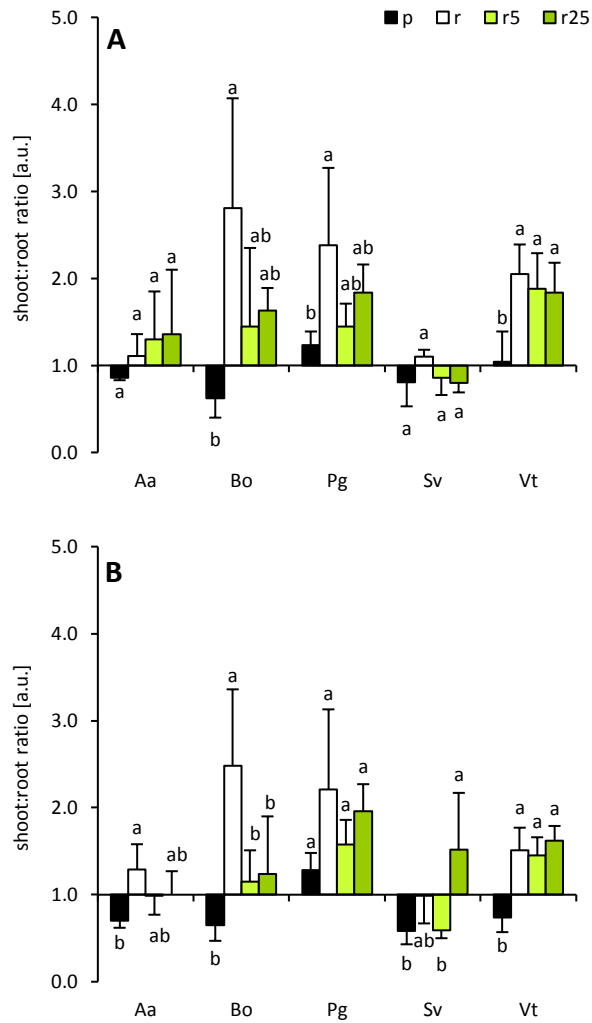 p r r5 r25
5.0
A
4.0
3.0
2.0
1.0
0.0
shoot:root ratio [a.u.]
a a a a
b a ab ab
b a ab ab
a a a a
b a a a
Aa Bo Pg Sv Vt
5.0
B
4.0
3.0
2.0
1.0
0.0
shoot:root ratio [a.u.]
b a ab ab
b a b b
a a a a
b ab b a
b a a a
Aa Bo Pg Sv Vt